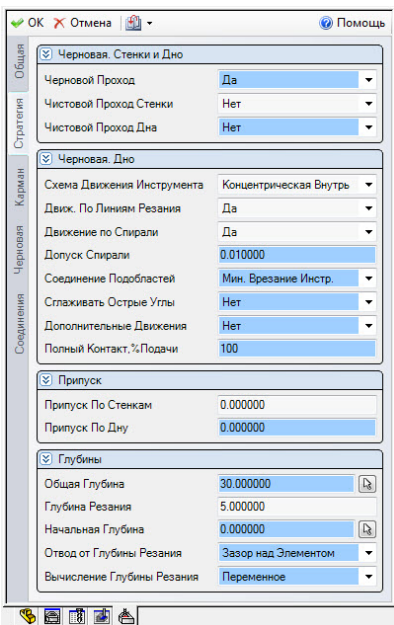 OK Отмена Помощь
Общая
Стратегия
Карман
Черновая
Соединения
Черновая. Стенки и Дно
Черновой Проход Да
Чистовой Проход Стенки Нет
Чистовой Проход Дна Нет
Черновая. Дно
Схема Движения Инструмента Концентрическая Внутрь
Движ. По Линиям Резания Да
Движение по Спирали Да
Допуск Спирали 0.010000
Соединение Подобластей Мин. Врезание Инстр.
Сглаживать Острые Углы Нет
Дополнительные Движения Нет
Полный Контакт,%Подачи 100
Припуск
Припуск По Стенкам 0.000000
Припуск По Дну 0.000000
Глубины
Общая Глубина 30.000000
Глубина Резания 5.000000
Начальная Глубина 0.000000
Отвод от Глубины Резания Зазор над Элементом
Вычисление Глубины Резания Переменное